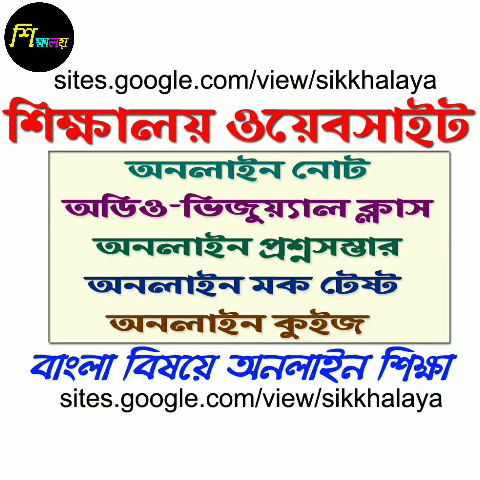 শিক্ষালয়
sites.google.com/view/sikkhalaya
শিক্ষালয় ওয়েবসাইট
অনলাইন নোট
অডিও-ভিজুয়্যাল ক্লাস
অনলাইন প্রশ্নসম্ভার
অনলাইন মক টেষ্ট
অনলাইন কুইজ
বাংলা বিষয়ে অনলাইন শিক্ষা
sites.google.com/view/sikkhalaya